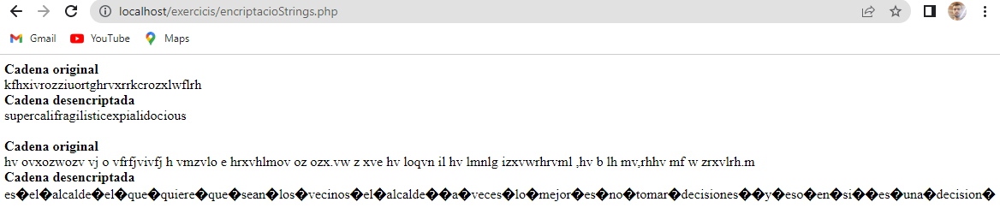 localhost/exercicis/encriptacioStrings.php
Gmail YouTube Maps
Cadena original
kfhxivrozziuortghrvxrrkcrozxlwflrh
Cadena desencriptada
supercalifragilisticexpialidocious
Cadena original
hv ovxozwozv vj o vfrfjvivfj h vmzvlo e hrxvhlmov oz ozx.vw z xve hv loqvn il hv lmnlg izxvwrhrvml ,hv b lh mv,rhhv mf w zrxvlrh.m
Cadena desencriptada
es�el�alcalde�el�que�quiere�que�sean�los�vecinos�el�alcalde��a�veces�lo�mejor�es�no�tomar�decisiones��y�eso�en�si��es�una�decision�